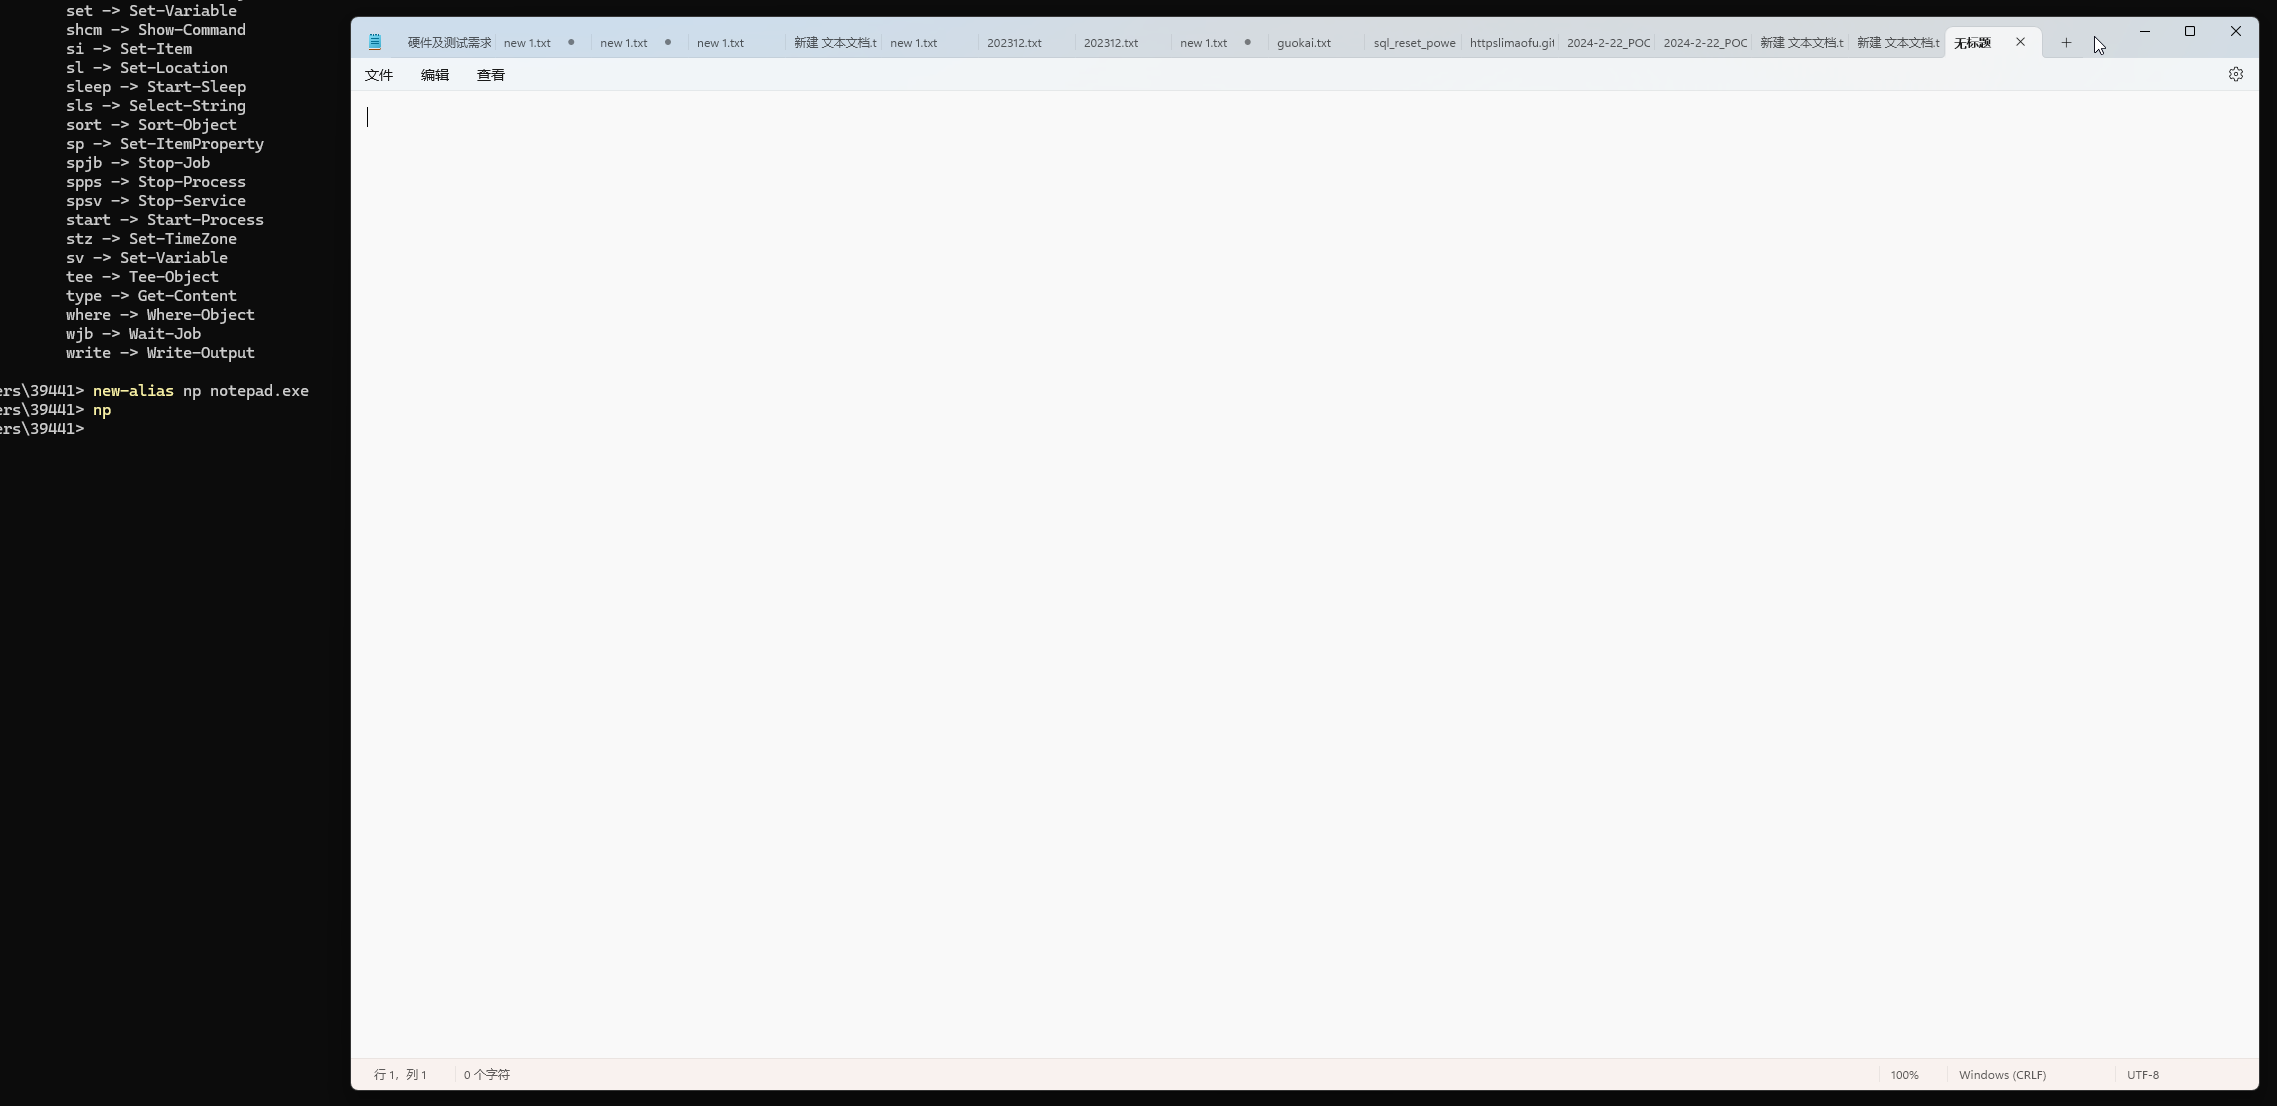 set -> Set-Variable
shcm -> Show-Command
si -> Set-Item
sl -> Set-Location
sleep -> Start-Sleep
sls -> Select-String
sort -> Sort-Object
sp -> Set-ItemProperty
spjb -> Stop-Job
spps -> Stop-Process
spsv -> Stop-Service
start -> Start-Process
stz -> Set-TimeZone
sv -> Set-Variable
tee -> Tee-Object
type -> Get-Content
where -> Where-Object
wjb -> Wait-Job
write -> Write-Output
ers\39441> new-alias np notepad.exe
ers\39441> np
ers\39441>
硬件及测试需求 new 1.txt new 1.txt new 1.txt 新建 文本文档.t new 1.txt 202312.txt 202312.txt new 1.txt guokai.txt sql_reset_powe httpslimaofu.git 2024-2-22_POC 2024-2-22_POC 新建 文本文档.t 新建 文本文档.t 无标题
文件 编辑 查看
行 1，列 1 0 个字符 100% Windows (CRLF) UTF-8